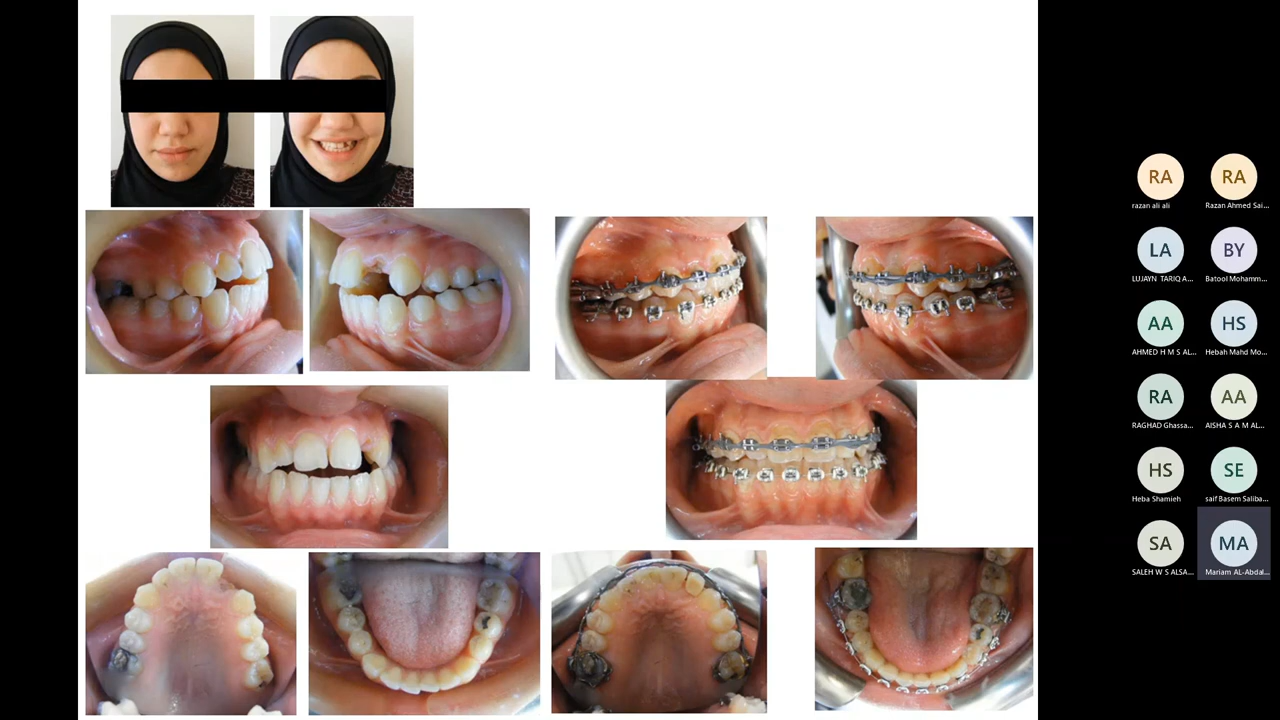 RA
RA
razan ali ali
Razan Ahmed Sai...
LA
BY
LUJAYN TARIQ A...
Batool Mohamm...
AA
HS
AHMED H M S AL...
Hebah Mahd Mo...
RA
AA
RAGHAD Ghassa...
AISHA S A M AL...
HS
SE
Heba Shamieh
saif Basem Saliba...
SA
MA
SALEH W S ALSA...
Mariam AL-Abdal...